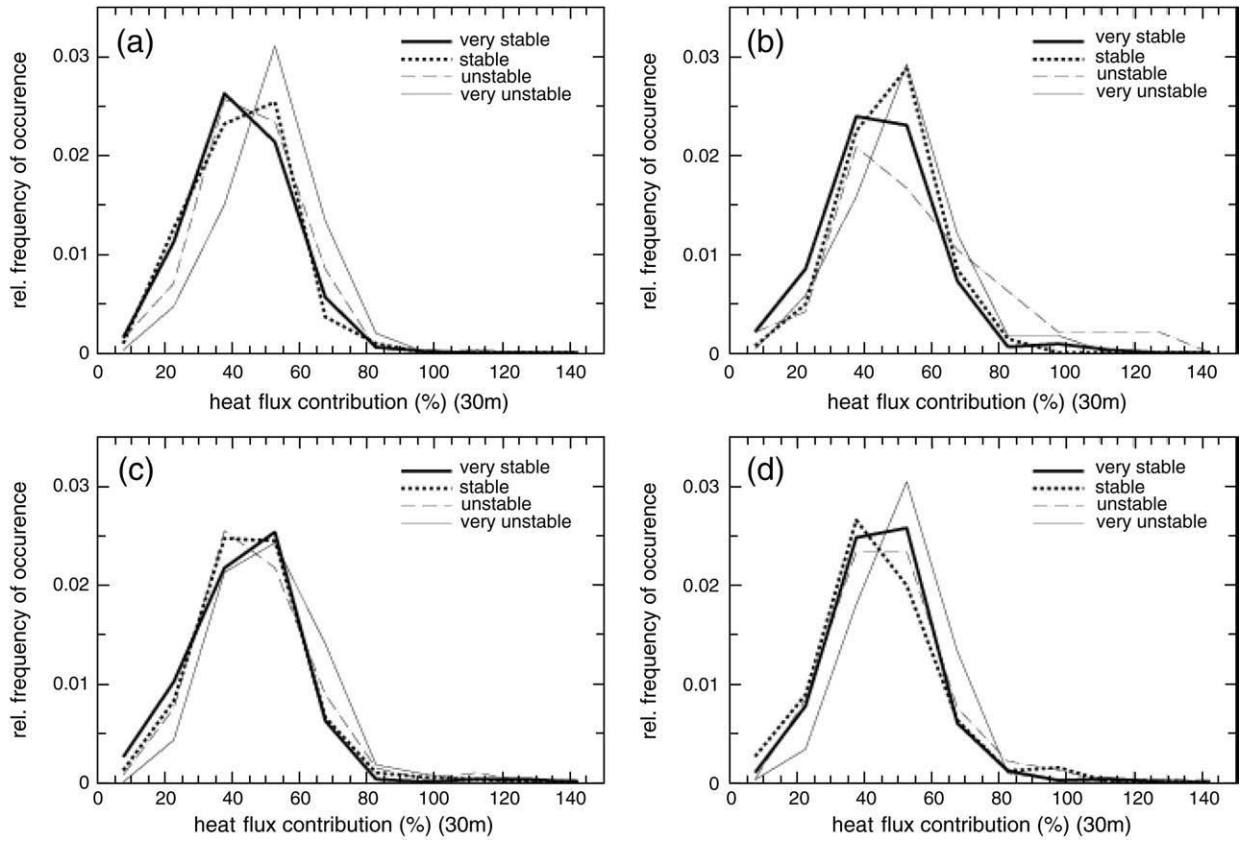 (a)
very stable
stable
unstable
very unstable
rel. frequency of occurence
0.03
0.02
0.01
0
0 20 40 60 80 100 120 140
heat flux contribution (%) (30m)
(b)
very stable
stable
unstable
very unstable
rel. frequency of occurence
0.03
0.02
0.01
0
0 20 40 60 80 100 120 140
heat flux contribution (%) (30m)
(c)
very stable
stable
unstable
very unstable
rel. frequency of occurence
0.03
0.02
0.01
0
0 20 40 60 80 100 120 140
heat flux contribution (%) (30m)
(d)
very stable
stable
unstable
very unstable
rel. frequency of occurence
0.03
0.02
0.01
0
0 20 40 60 80 100 120 140
heat flux contribution (%) (30m)